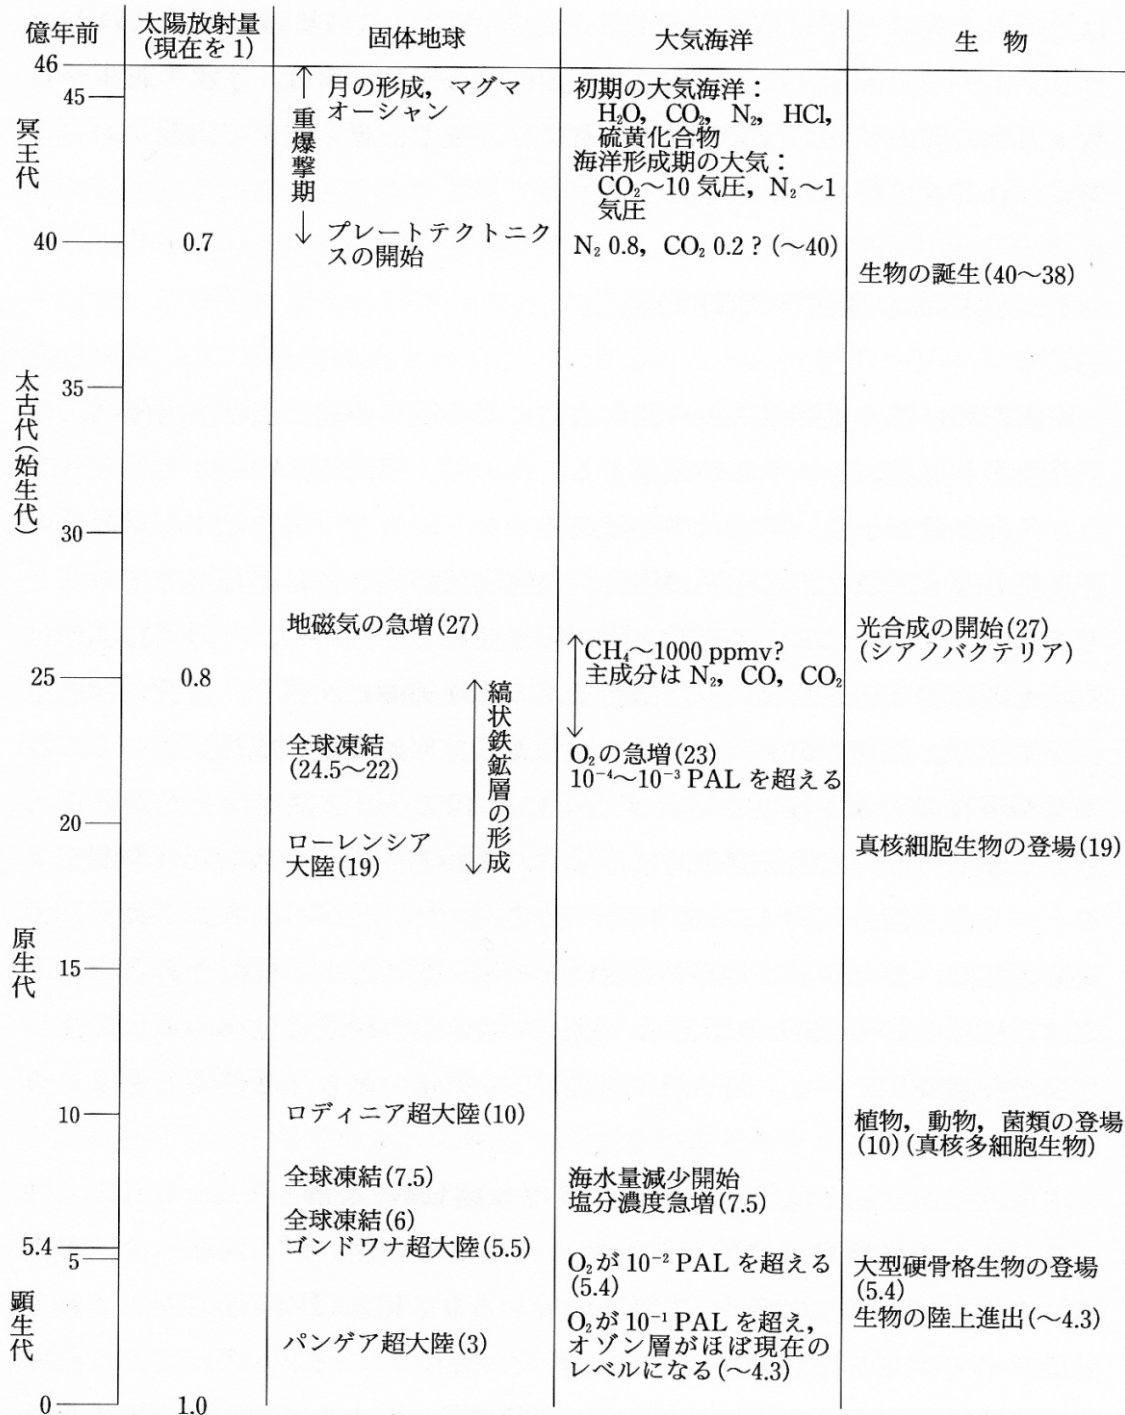 億年前
太陽放射量
(現在を 1)
固体地球
大気海洋
生 物
46
45
40
35
30
25
20
15
10
5.4
5
0
冥王代
太古代(始生代)
原生代
顕生代
0.7
0.8
1.0
重爆撃期
月の形成,マグマ
オーシャン
プレートテクトニク
スの開始
地磁気の急増(27)
縞状鉄鉱層の形成
全球凍結
(24.5〜22)
ローレンシア
大陸(19)
ロディニア超大陸(10)
全球凍結(7.5)
全球凍結(6)
ゴンドワナ超大陸(5.5)
パンゲア超大陸(3)
初期の大気海洋:
H₂O, CO₂, N₂, HCl,
硫黄化合物
海洋形成期の大気:
CO₂〜10 気圧, N₂〜1
気圧
N₂ 0.8, CO₂ 0.2 ? (〜40)
CH₄〜1000 ppmv?
主成分は N₂, CO, CO₂
O₂の急増(23)
10⁻⁴〜10⁻³ PAL を超える
海水量減少開始
塩分濃度急増(7.5)
O₂が 10⁻² PAL を超える
(5.4)
O₂が 10⁻¹ PAL を超え,
オゾン層がほぼ現在の
レベルになる(〜4.3)
生物の誕生(40〜38)
光合成の開始(27)
(シアノバクテリア)
真核細胞生物の登場(19)
植物,動物,菌類の登場
(10)(真核多細胞生物)
大型硬骨格生物の登場
(5.4)
生物の陸上進出(〜4.3)